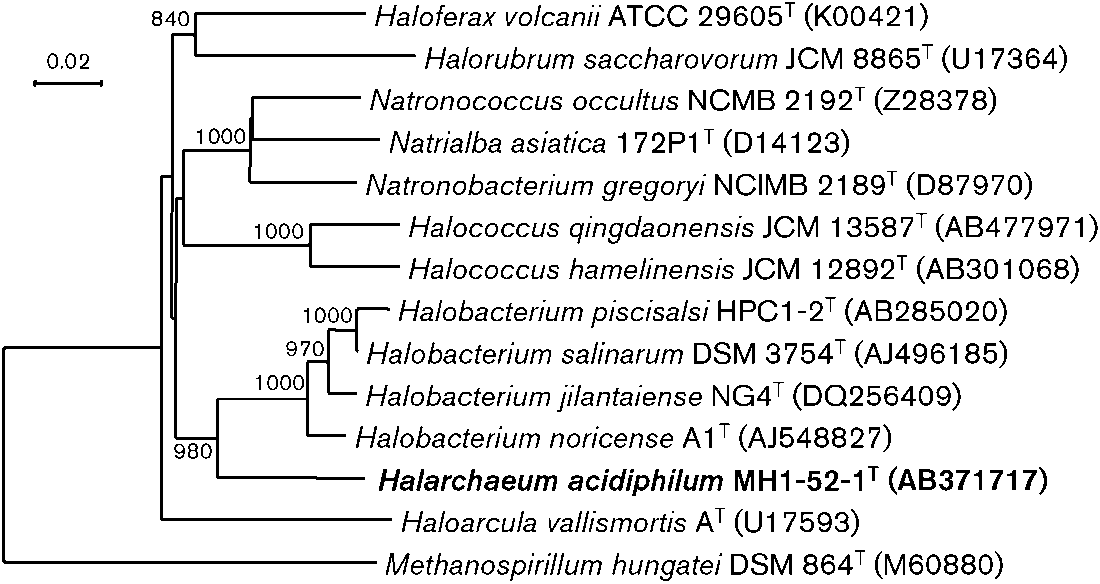 840
Haloferax volcanii ATCC 29605ᵀ (K00421)
0.02
Halorubrum saccharovorum JCM 8865ᵀ (U17364)
Natronococcus occultus NCMB 2192ᵀ (Z28378)
1000
Natrialba asiatica 172P1ᵀ (D14123)
Natronobacterium gregoryi NCIMB 2189ᵀ (D87970)
1000
Halococcus qingdaonensis JCM 13587ᵀ (AB477971)
Halococcus hamelinensis JCM 12892ᵀ (AB301068)
1000
Halobacterium piscisalsi HPC1-2ᵀ (AB285020)
970
Halobacterium salinarum DSM 3754ᵀ (AJ496185)
1000
Halobacterium jilantaiense NG4ᵀ (DQ256409)
Halobacterium noricense A1ᵀ (AJ548827)
980
Halarchaeum acidiphilum MH1-52-1ᵀ (AB371717)
Haloarcula vallismortis Aᵀ (U17593)
Methanospirillum hungatei DSM 864ᵀ (M60880)